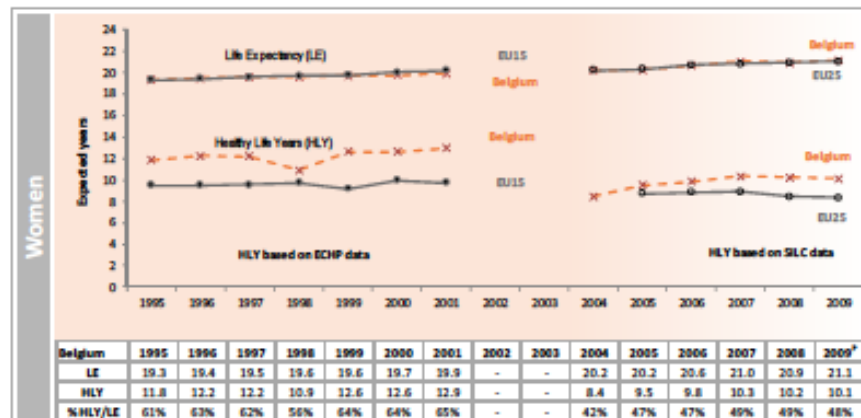 Women
Expected years
24
22
20
18
16
14
12
10
8
6
4
2
0
Life Expectancy (LE)
EU15
Belgium
Belgium
EU25
Healthy Life Years (HLY)
Belgium
EU15
Belgium
EU25
HLY based on ECHP data
HLY based on SILC data
1995 1996 1997 1998 1999 2000 2001 2002 2003 2004 2005 2006 2007 2008 2009
Belgium 1995 1996 1997 1998 1999 2000 2001 2002 2003 2004 2005 2006 2007 2008 2009*
LE 19.3 19.4 19.5 19.6 19.6 19.7 19.9 - - 20.2 20.2 20.6 21.0 20.9 21.1
HLY 11.8 12.2 12.2 10.9 12.6 12.6 12.9 - - 8.4 9.5 9.8 10.3 10.2 10.1
%HLY/LE 61% 63% 62% 56% 64% 64% 65% - - 42% 47% 47% 49% 49% 48%